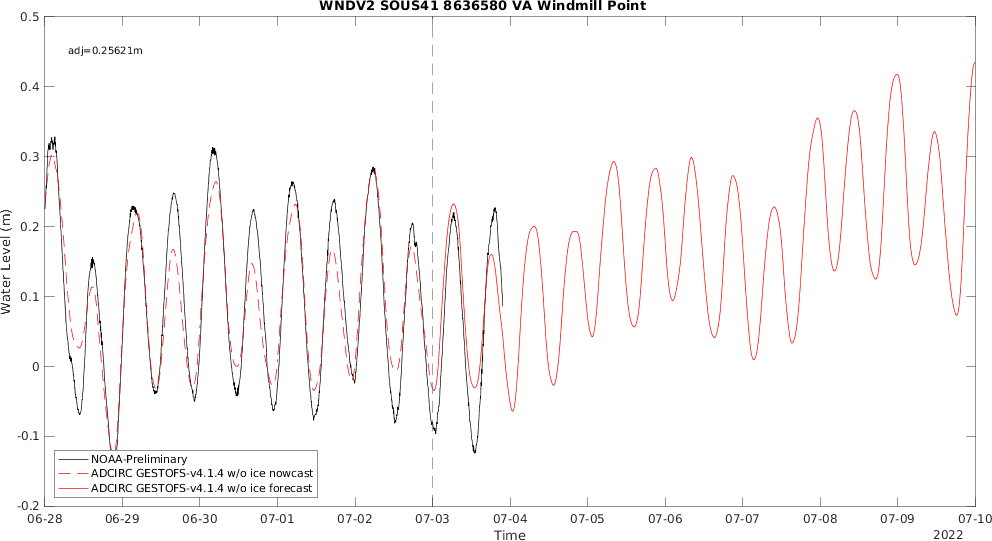 WNDV2 SOUS41 8636580 VA Windmill Point
adj=0.25621m
Water Level (m)
0.5
0.4
0.3
0.2
0.1
0
-0.1
-0.2
NOAA-Preliminary
ADCIRC GESTOFS-v4.1.4 w/o ice nowcast
ADCIRC GESTOFS-v4.1.4 w/o ice forecast
06-28 06-29 06-30 07-01 07-02 07-03 07-04 07-05 07-06 07-07 07-08 07-09 07-10
Time
2022